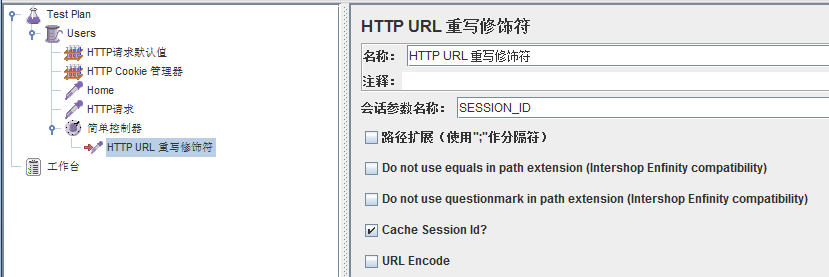 Test Plan
Users
HTTP请求默认值
HTTP Cookie 管理器
Home
HTTP请求
简单控制器
HTTP URL 重写修饰符
工作台
HTTP URL 重写修饰符
名称： HTTP URL 重写修饰符
注释：
会话参数名称： SESSION_ID
路径扩展（使用";"作分隔符）
Do not use equals in path extension (Intershop Enfinity compatibility)
Do not use questionmark in path extension (Intershop Enfinity compatibility)
Cache Session Id?
URL Encode